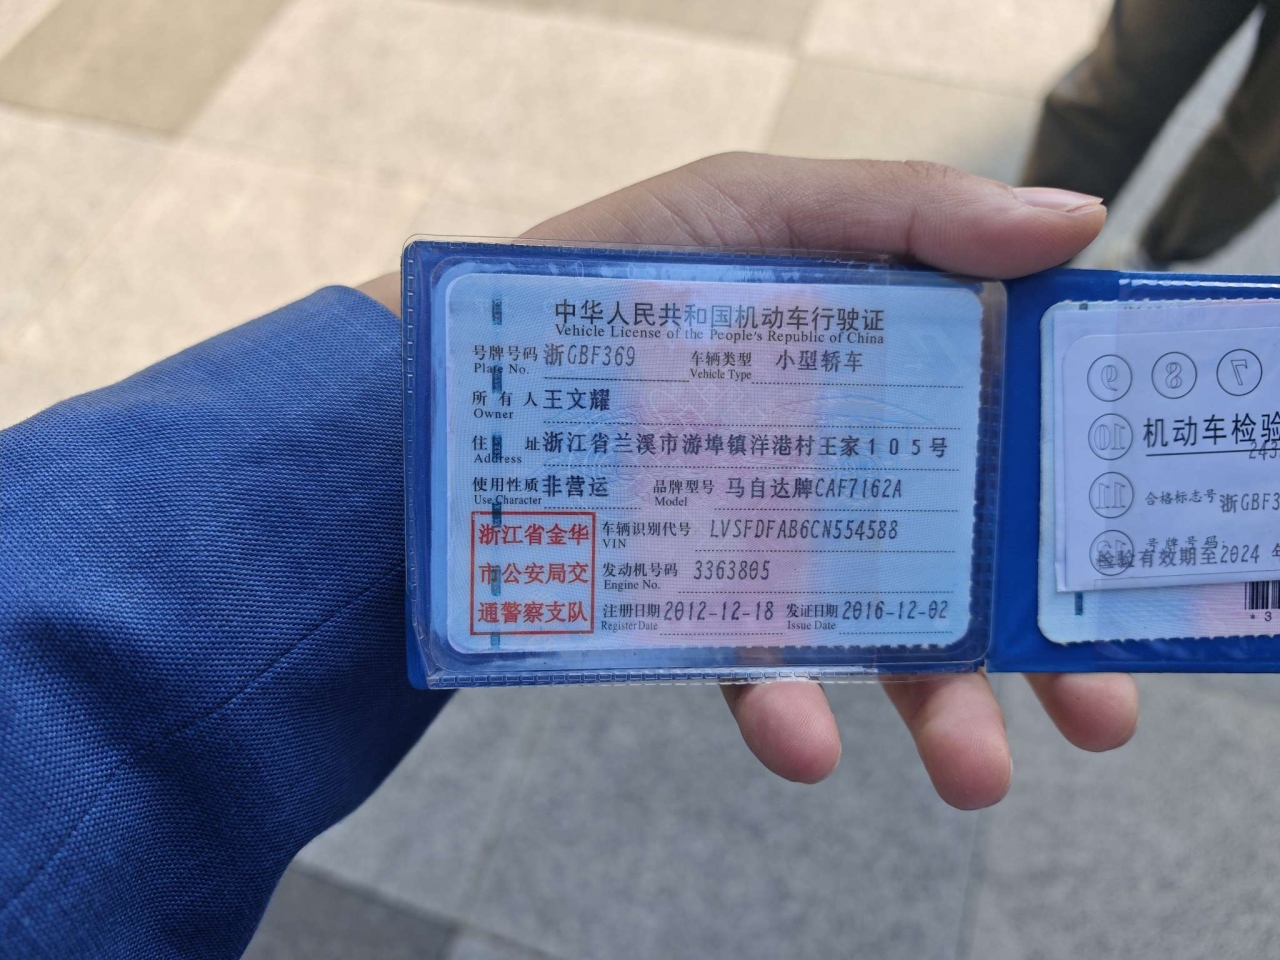 中华人民共和国机动车行驶证
Vehicle License of the People's Republic of China
号牌号码 浙GBF369 车辆类型 小型轿车
Plate No. Vehicle Type
所有人 王文耀
Owner
住址 浙江省兰溪市游埠镇洋港村王家105号
Address
使用性质 非营运 品牌型号 马自达牌CAF7162A
Use Character Model
浙江省金华
市公安局交
通警察支队
车辆识别代号 LVSFDFAB6CN554588
VIN
发动机号码 3363805
Engine No.
注册日期 2012-12-18 发证日期 2016-12-02
Register Date Issue Date
9 8 7
10
11
机动车检验
合格标志号 浙GBF3
号牌号码:
检验有效期至2024 年
*3